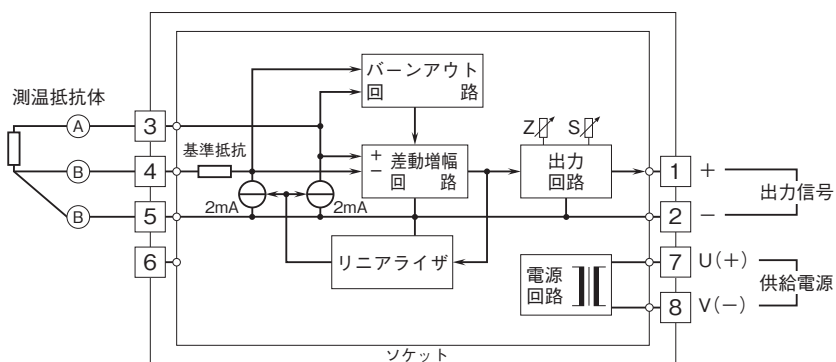 測温抵抗体
A
B
B
3
4
5
6
基準抵抗
2mA
2mA
バーンアウト
回 路
+
−
差動増幅
回 路
リニアライザ
Z
S
出力
回路
電源
回路
1
2
7
8
+
−
出力信号
U(+)
V(−)
供給電源
ソケット